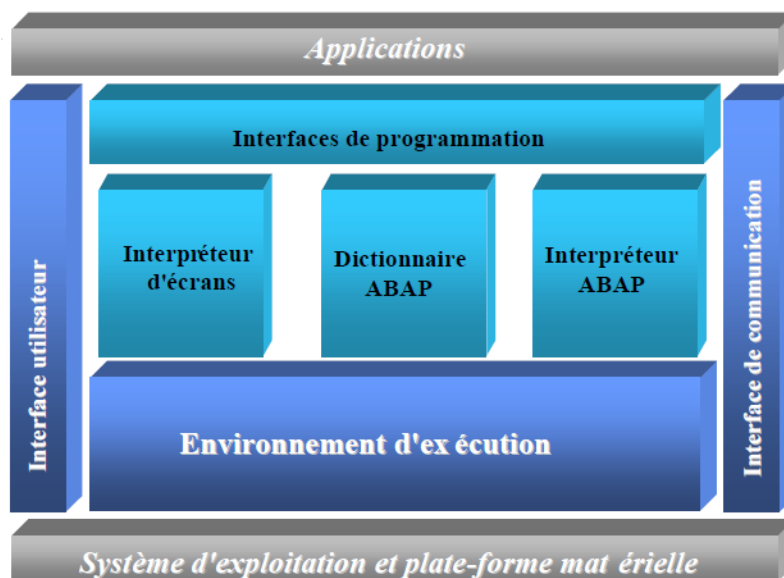 Applications
Interfaces de programmation
Interface utilisateur
Interpréteur
d'écrans
Dictionnaire
ABAP
Interpréteur
ABAP
Interface de communication
Environnement d'ex écution
Système d'exploitation et plate-forme mat érielle